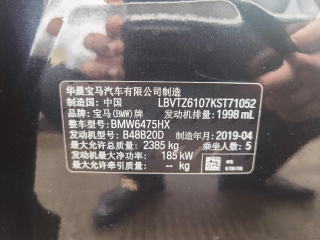 华晨宝马汽车有限公司制造
制造国: 中国 LBVTZ6107KST71052
品牌: 宝马(BMW)牌 发动机排量: 1998 mL
整车型号: BMW6475HX
发动机型号: B48B20D 制造年月: 2019-04
最大允许总质量: 2385 kg 乘坐人数: 5
发动机最大净功率: 185 kW
最大允许牵引质量: -- kg